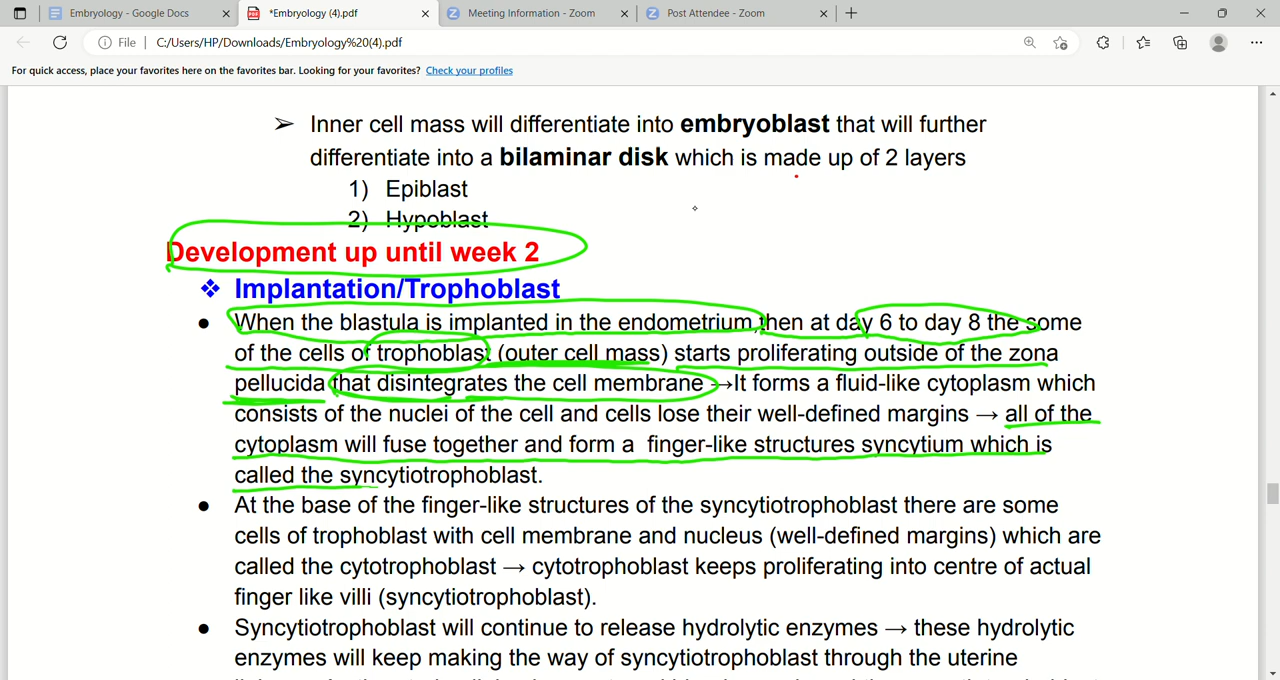 Embryology - Google Docs
*Embryology (4).pdf
Meeting Information - Zoom
Post Attendee - Zoom
File
C:/Users/HP/Downloads/Embryology%20(4).pdf
For quick access, place your favorites here on the favorites bar. Looking for your favorites? Check your profiles
➢ Inner cell mass will differentiate into embryoblast that will further
differentiate into a bilaminar disk which is made up of 2 layers
1) Epiblast
2) Hypoblast
Development up until week 2
❖ Implantation/Trophoblast
● When the blastula is implanted in the endometrium,then at day 6 to day 8 the some
of the cells of trophoblast (outer cell mass) starts proliferating outside of the zona
pellucida that disintegrates the cell membrane →It forms a fluid-like cytoplasm which
consists of the nuclei of the cell and cells lose their well-defined margins → all of the
cytoplasm will fuse together and form a finger-like structures syncytium which is
called the syncytiotrophoblast.
● At the base of the finger-like structures of the syncytiotrophoblast there are some
cells of trophoblast with cell membrane and nucleus (well-defined margins) which are
called the cytotrophoblast → cytotrophoblast keeps proliferating into centre of actual
finger like villi (syncytiotrophoblast).
● Syncytiotrophoblast will continue to release hydrolytic enzymes → these hydrolytic
enzymes will keep making the way of syncytiotrophoblast through the uterine